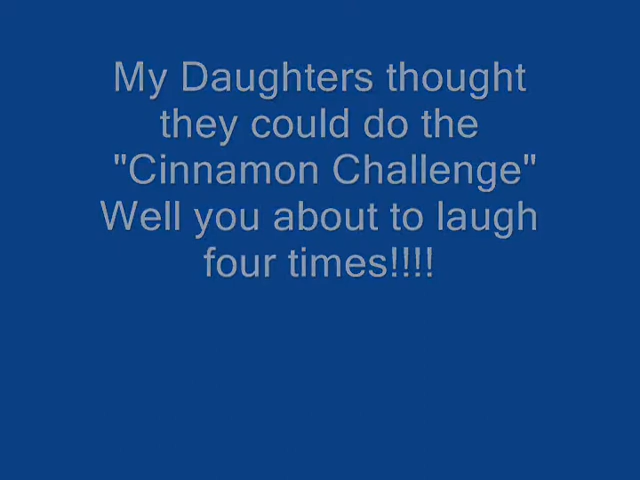 My Daughters thought
they could do the
"Cinnamon Challenge"
Well you about to laugh
four times!!!!